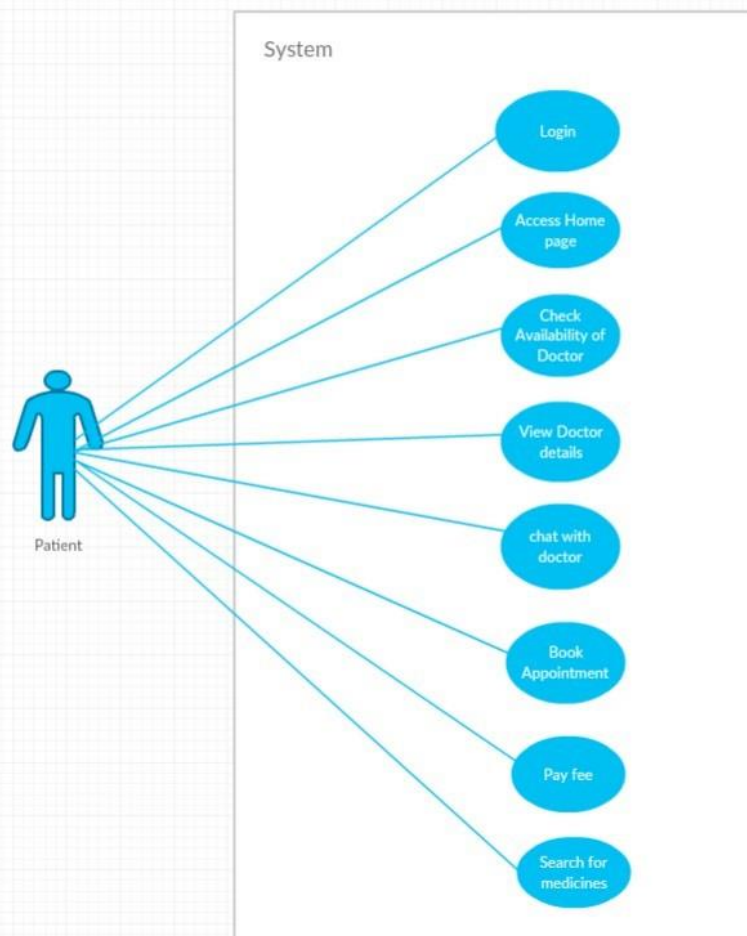 System
Login
Access Home
page
Check
Availability of
Doctor
View Doctor
details
chat with
doctor
Patient
Book
Appointment
Pay fee
Search for
medicines